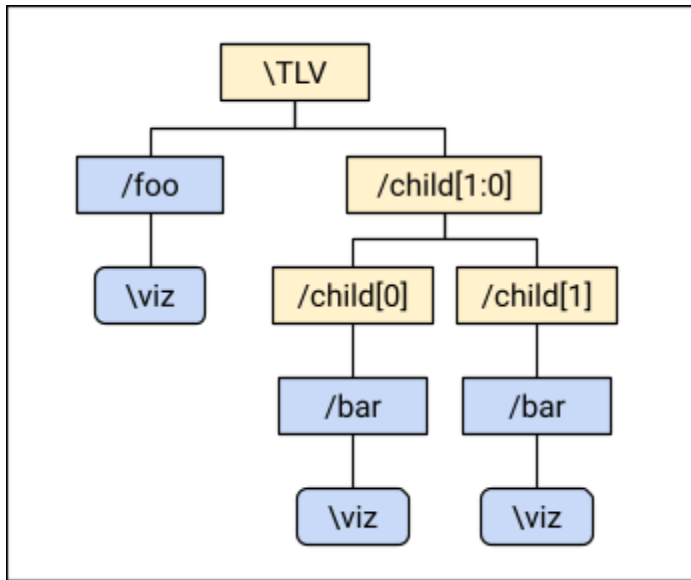 \TLV
/foo
/child[1:0]
\viz
/child[0]
/child[1]
/bar
/bar
\viz
\viz